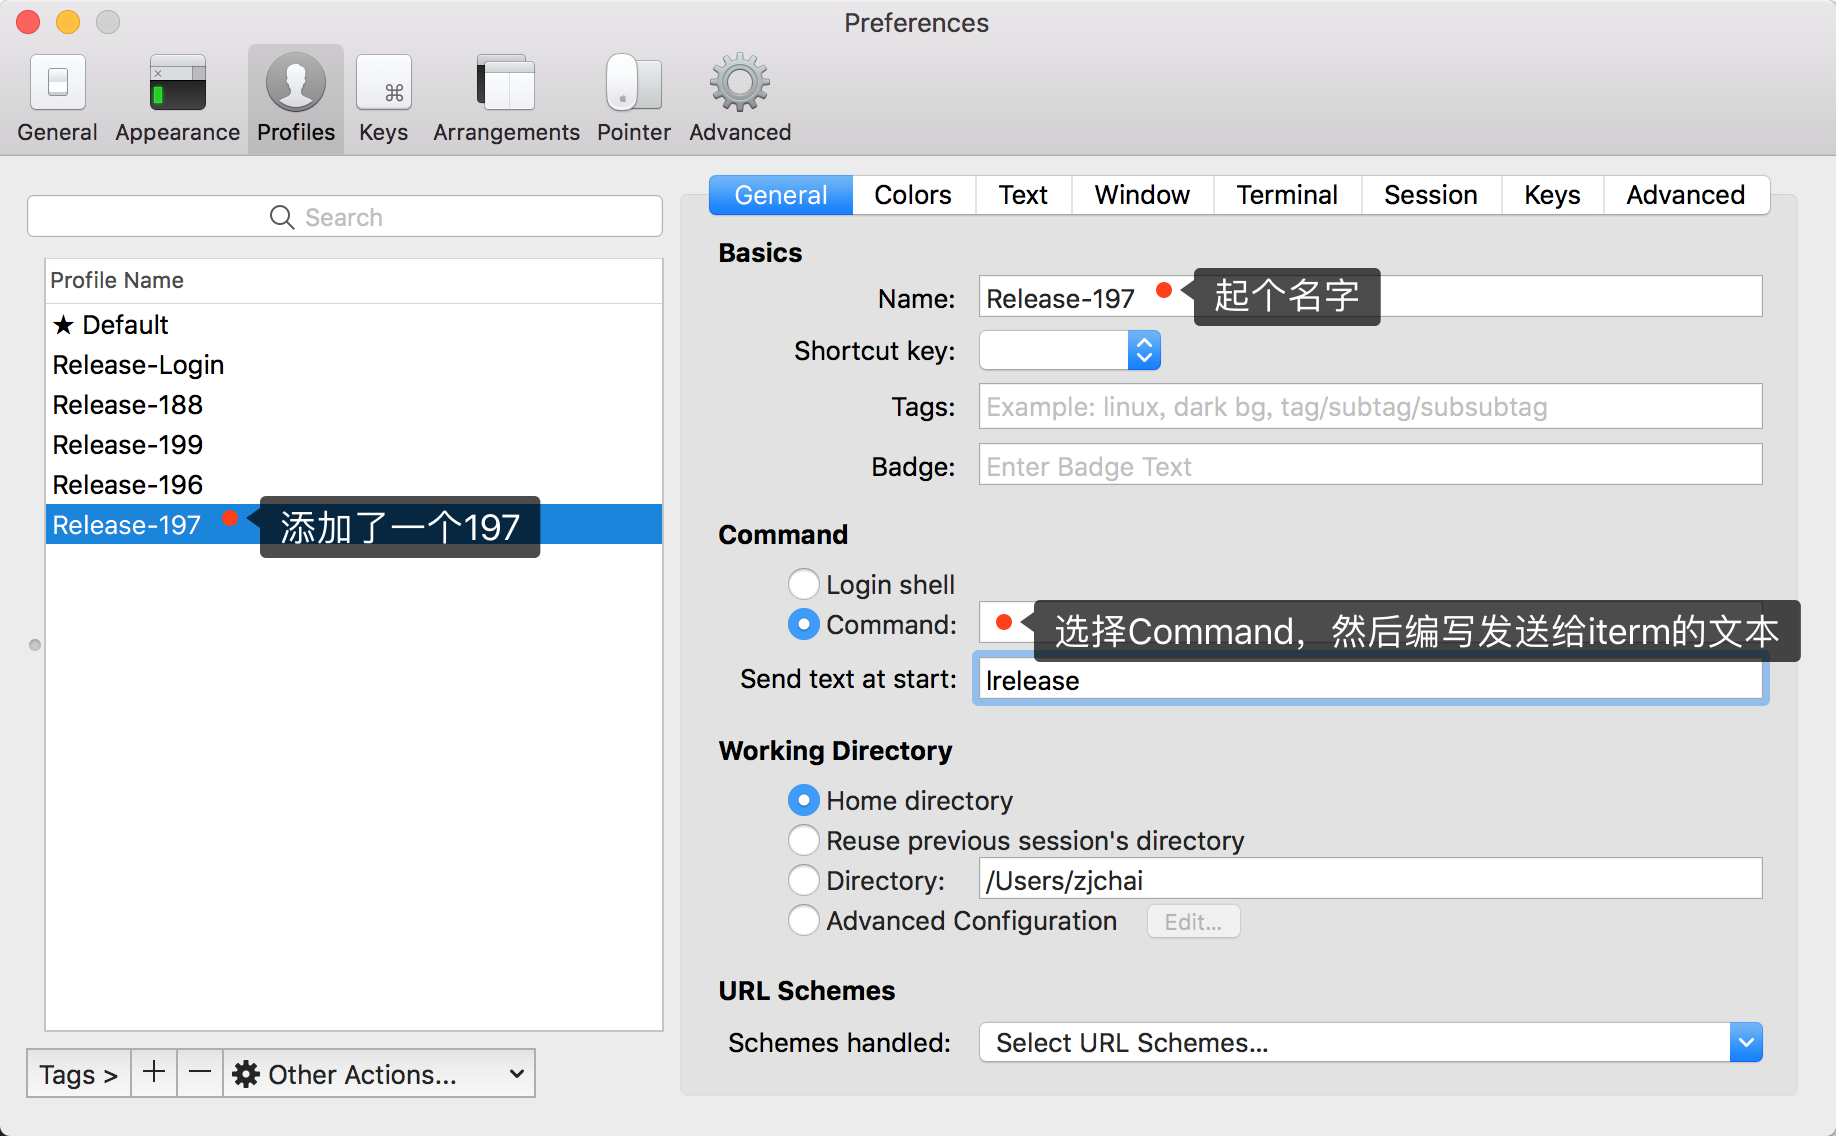 Preferences
General Appearance Profiles Keys Arrangements Pointer Advanced
Search
Profile Name
★ Default
Release-Login
Release-188
Release-199
Release-196
Release-197
添加了一个197
Tags > + — Other Actions...
General Colors Text Window Terminal Session Keys Advanced
Basics
Name: Release-197 起个名字
Shortcut key:
Tags: Example: linux, dark bg, tag/subtag/subsubtag
Badge: Enter Badge Text
Command
Login shell
Command: 选择Command，然后编写发送给iterm的文本
Send text at start: lrelease
Working Directory
Home directory
Reuse previous session's directory
Directory: /Users/zjchai
Advanced Configuration Edit...
URL Schemes
Schemes handled: Select URL Schemes...